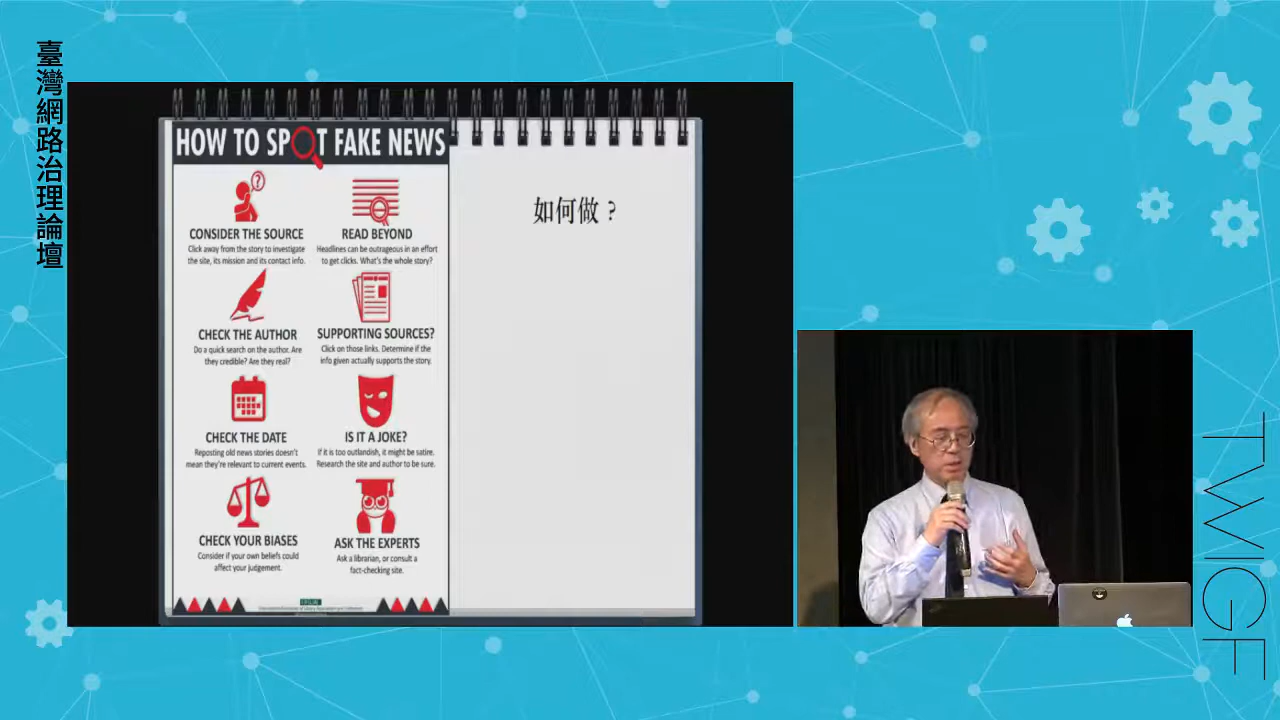 臺灣網路治理論壇
HOW TO SPOT FAKE NEWS
CONSIDER THE SOURCE
Click away from the story to investigate
the site, its mission and its contact info.
READ BEYOND
Headlines can be outrageous in an effort
to get clicks. What's the whole story?
CHECK THE AUTHOR
Do a quick search on the author. Are
they credible? Are they real?
SUPPORTING SOURCES?
Click on those links. Determine if the
info given actually supports the story.
CHECK THE DATE
Reposting old news stories doesn't
mean they're relevant to current events.
IS IT A JOKE?
If it is too outlandish, it might be satire.
Research the site and author to be sure.
CHECK YOUR BIASES
Consider if your own beliefs could
affect your judgement.
ASK THE EXPERTS
Ask a librarian, or consult a
fact-checking site.
如何做？
TWIGF